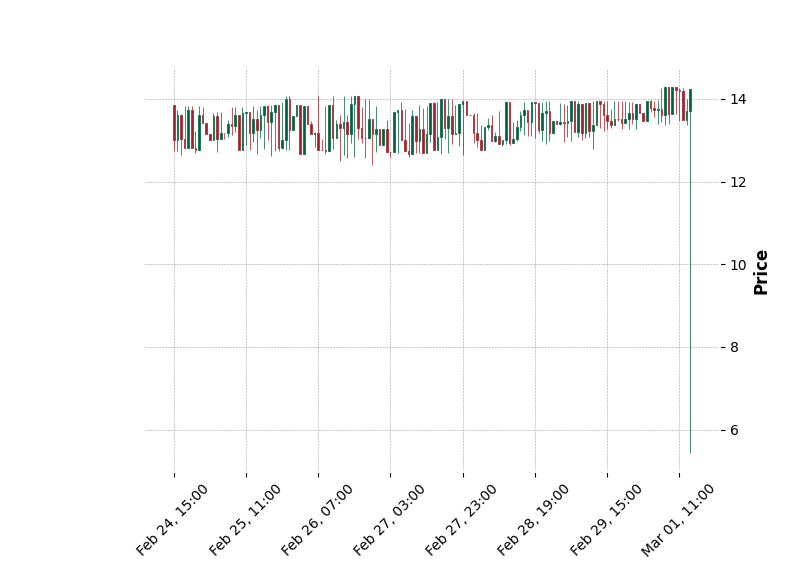 14
12
10
8
6
Price
Feb 24, 15:00
Feb 25, 11:00
Feb 26, 07:00
Feb 27, 03:00
Feb 27, 23:00
Feb 28, 19:00
Feb 29, 15:00
Mar 01, 11:00